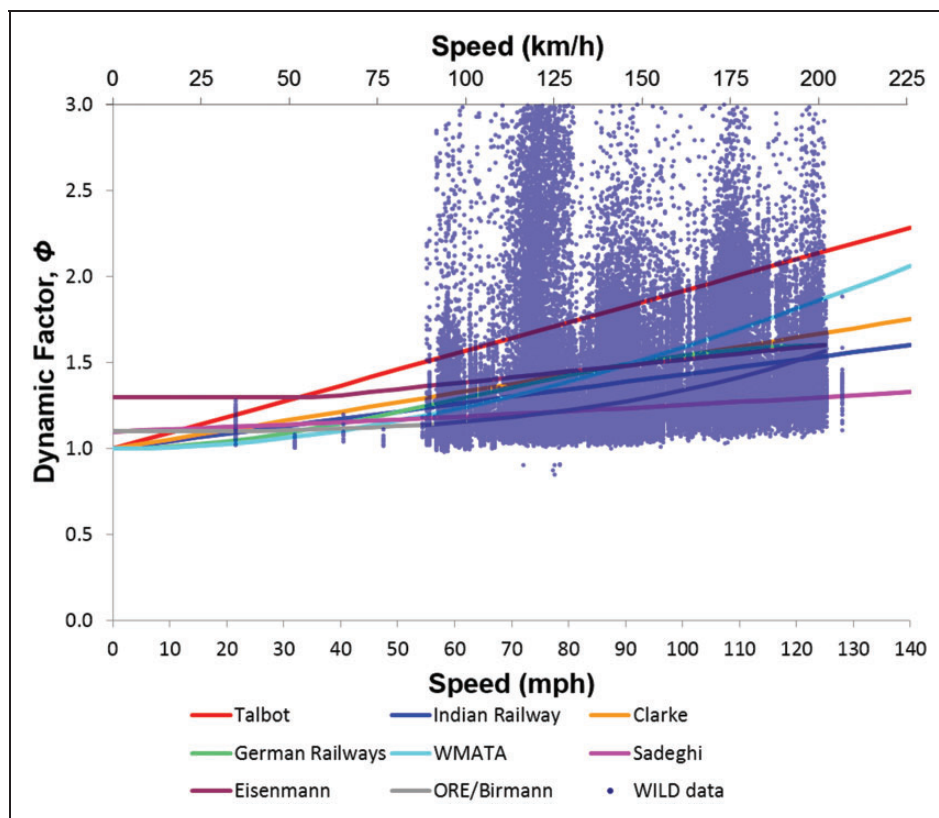 Speed (km/h)
0 25 50 75 100 125 150 175 200 225
3.0
2.5
2.0
1.5
1.0
0.5
0.0
Dynamic Factor, Φ
0 10 20 30 40 50 60 70 80 90 100 110 120 130 140
Speed (mph)
Talbot Indian Railway Clarke
German Railways WMATA Sadeghi
Eisenmann ORE/Birmann WILD data